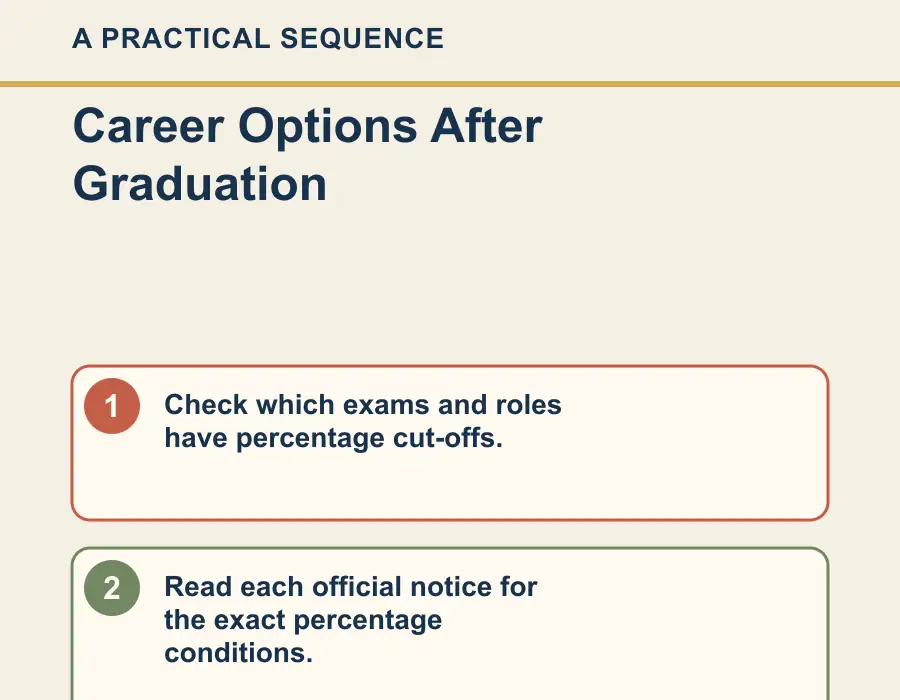 A PRACTICAL SEQUENCE
Career Options After
Graduation
1
Check which exams and roles
have percentage cut-offs.
2
Read each official notice for
the exact percentage
conditions.